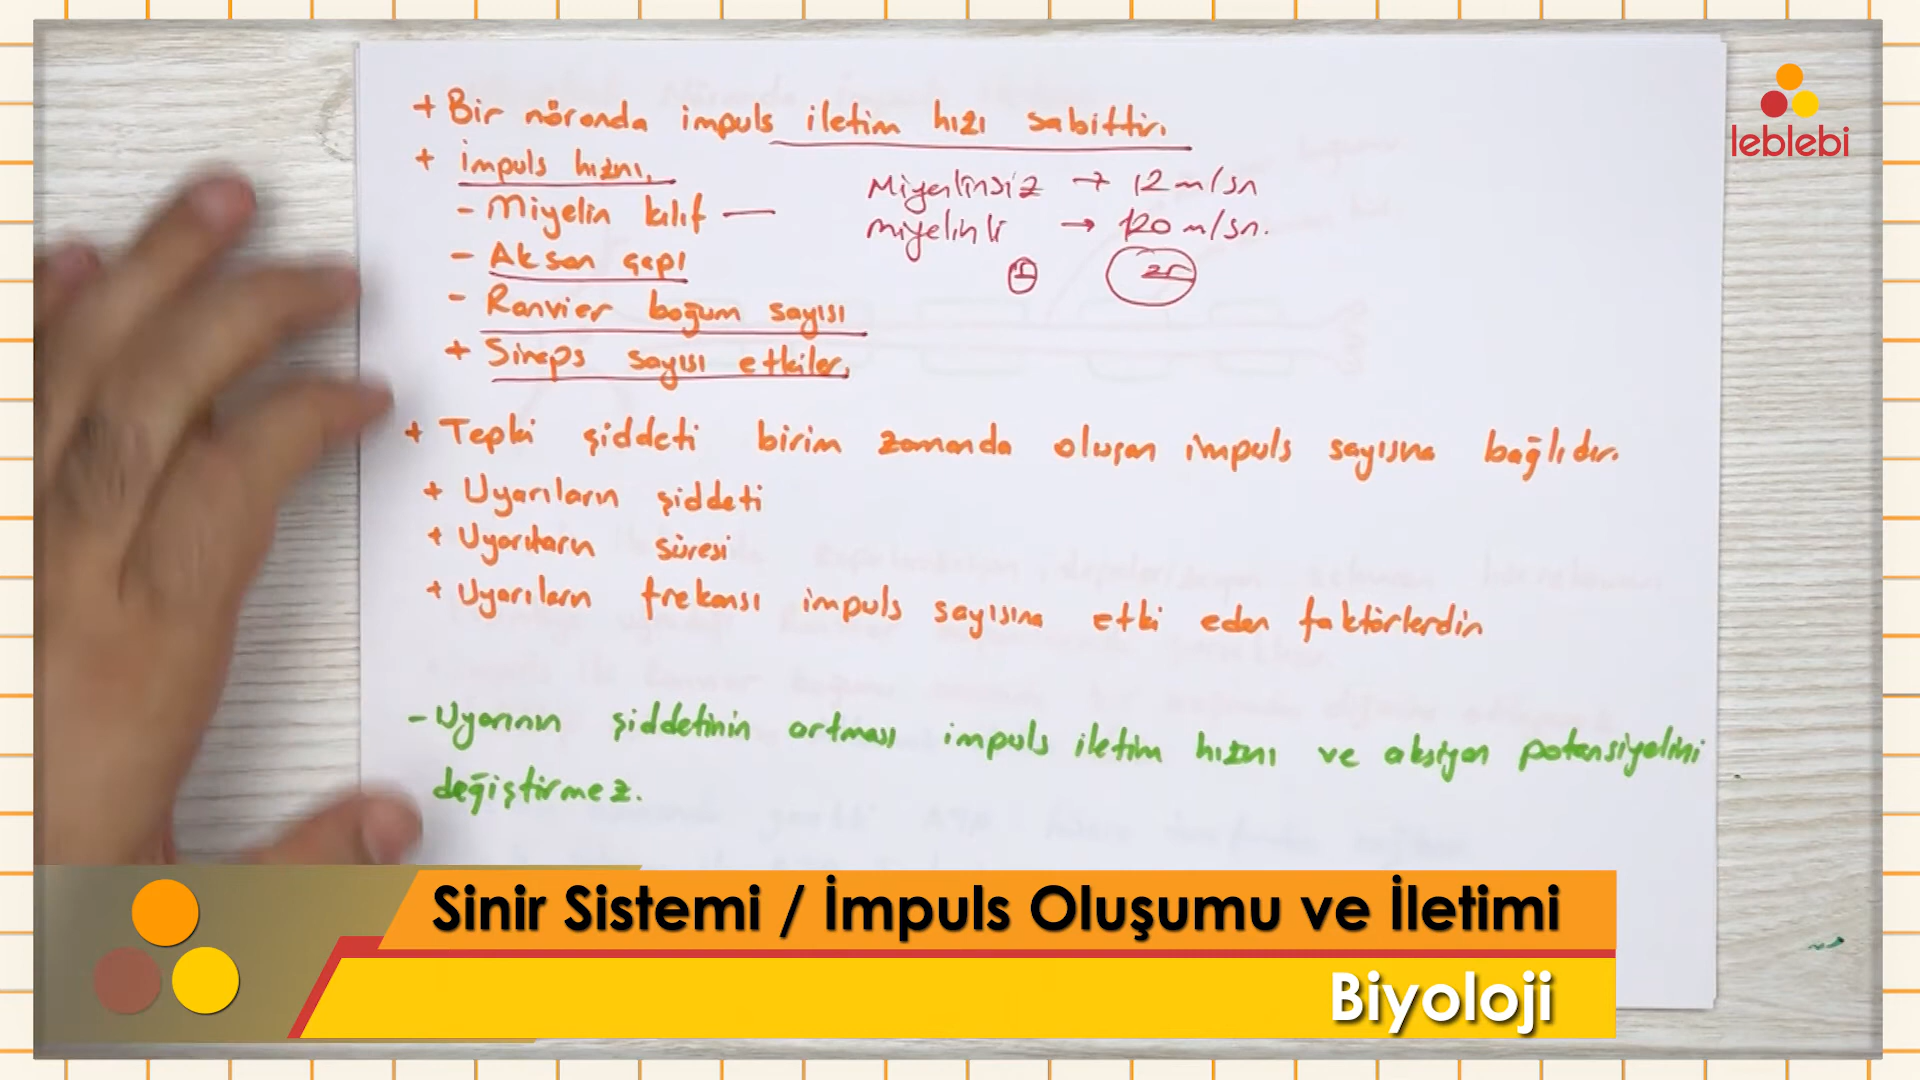 + Bir nöronda impuls iletim hızı sabittir.
+ İmpuls hızını,
- Miyelin kılıf —
Miyelinsiz → 12 m/sn
miyelinli → 120 m/sn.
- Akson çapı
r 2r
- Ranvier boğum sayısı
+ Sinaps sayısı etkiler.
+ Tepki şiddeti birim zamanda oluşan impuls sayısına bağlıdır.
+ Uyarıların şiddeti
+ Uyarıların süresi
+ Uyarıların frekansı impuls sayısına etki eden faktörlerdir
- Uyarının şiddetinin artması impuls iletim hızını ve aksiyon potansiyelini
değiştirmez.
leblebi
Sinir Sistemi / İmpuls Oluşumu ve İletimi
Biyoloji